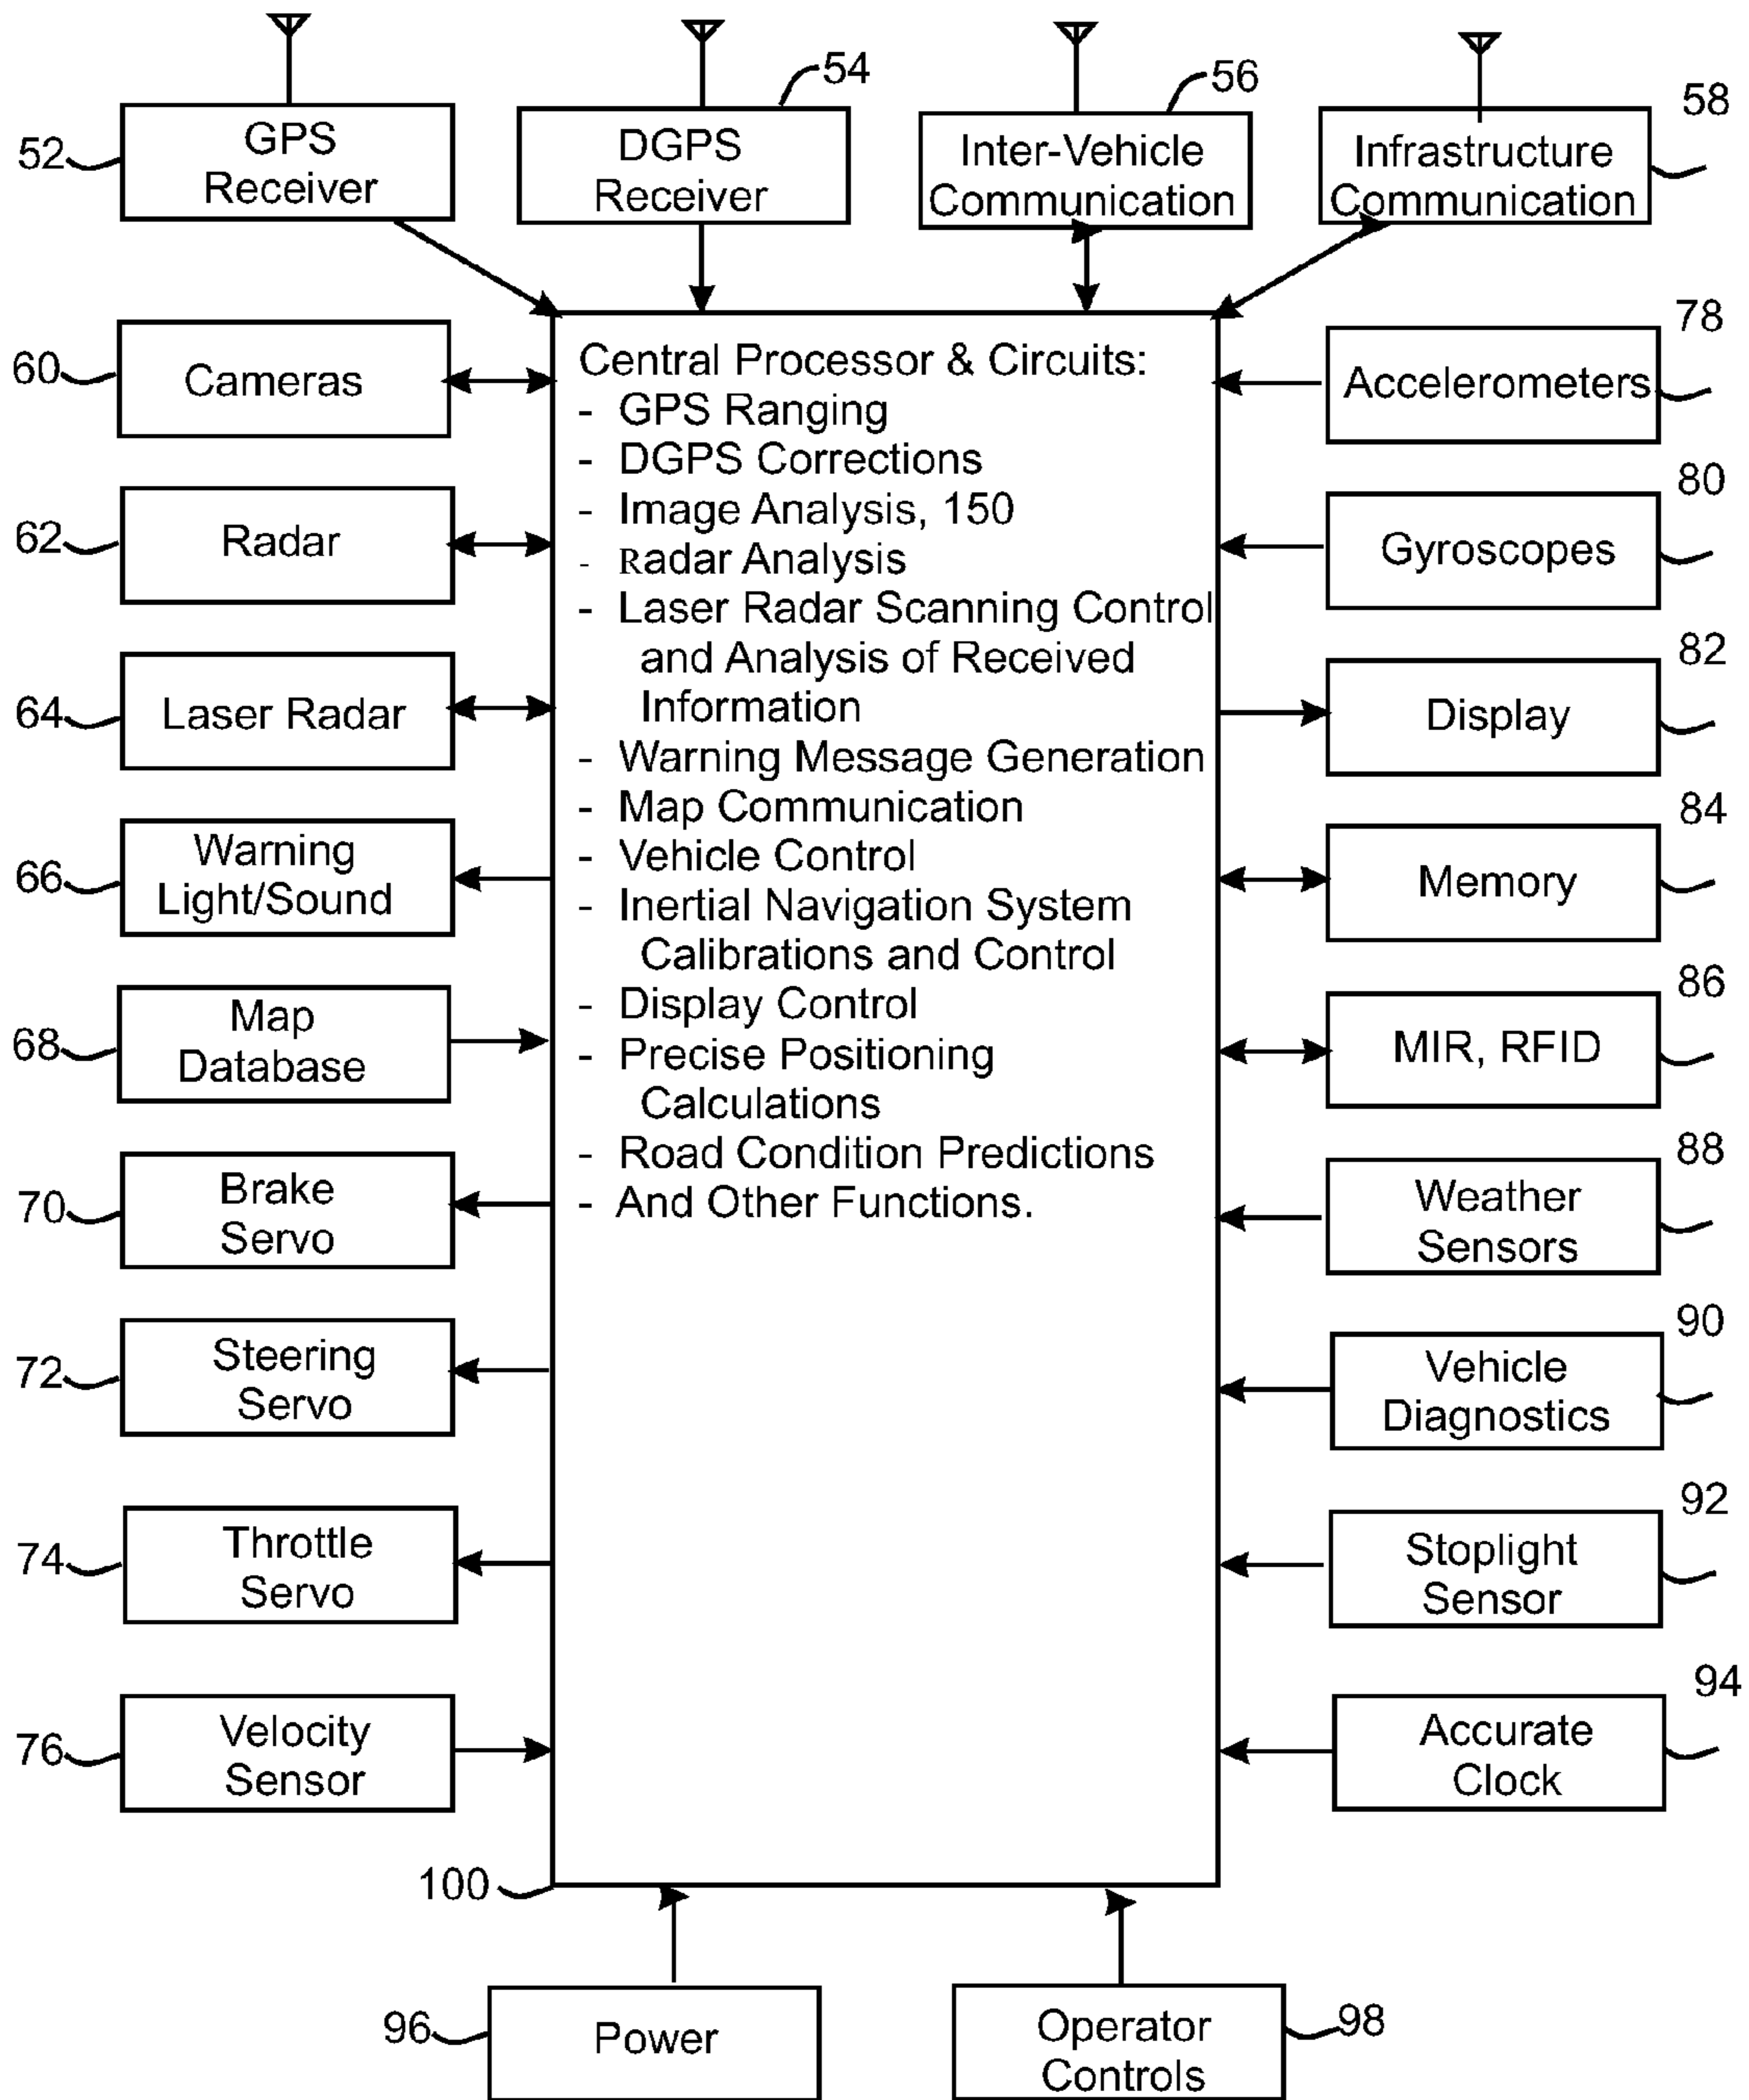 54
56
58
52
GPS
Receiver
DGPS
Receiver
Inter-Vehicle
Communication
Infrastructure
Communication
60
Cameras
62
Radar
64
Laser Radar
66
Warning
Light/Sound
68
Map
Database
70
Brake
Servo
72
Steering
Servo
74
Throttle
Servo
76
Velocity
Sensor
Central Processor & Circuits:
- GPS Ranging
- DGPS Corrections
- Image Analysis, 150
- Radar Analysis
- Laser Radar Scanning Control
and Analysis of Received
Information
- Warning Message Generation
- Map Communication
- Vehicle Control
- Inertial Navigation System
Calibrations and Control
- Display Control
- Precise Positioning
Calculations
- Road Condition Predictions
- And Other Functions.
100
78
Accelerometers
80
Gyroscopes
82
Display
84
Memory
86
MIR, RFID
88
Weather
Sensors
90
Vehicle
Diagnostics
92
Stoplight
Sensor
94
Accurate
Clock
96
Power
Operator
Controls
98